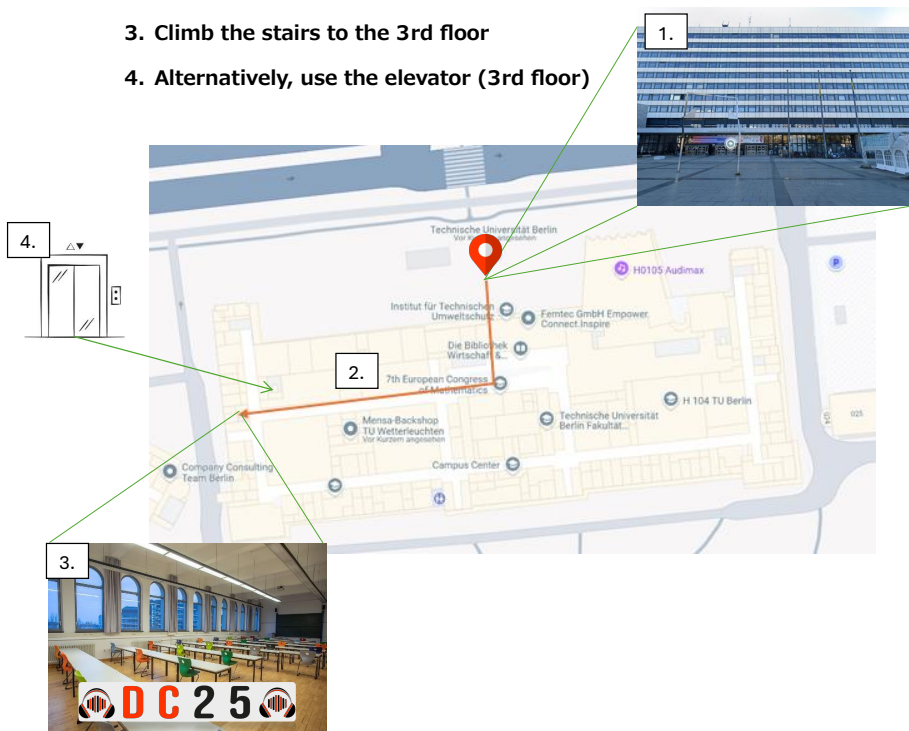 3. Climb the stairs to the 3rd floor
4. Alternatively, use the elevator (3rd floor)
1.
Technische Universität Berlin
Vor Kurzem angesehen
4.
H0105 Audimax
P
Institut für Technischen
Umweltschutz
Femtec GmbH Empower.
Connect.Inspire
Die Bibliothek
Wirtschaft &...
2.
7th European Congress
of Mathematics
H 104 TU Berlin
Mensa-Backshop
TU Wetterleuchten
Vor Kurzem angesehen
Technische Universität
Berlin Fakultät...
Company Consulting
Team Berlin
Campus Center
3.
DC25